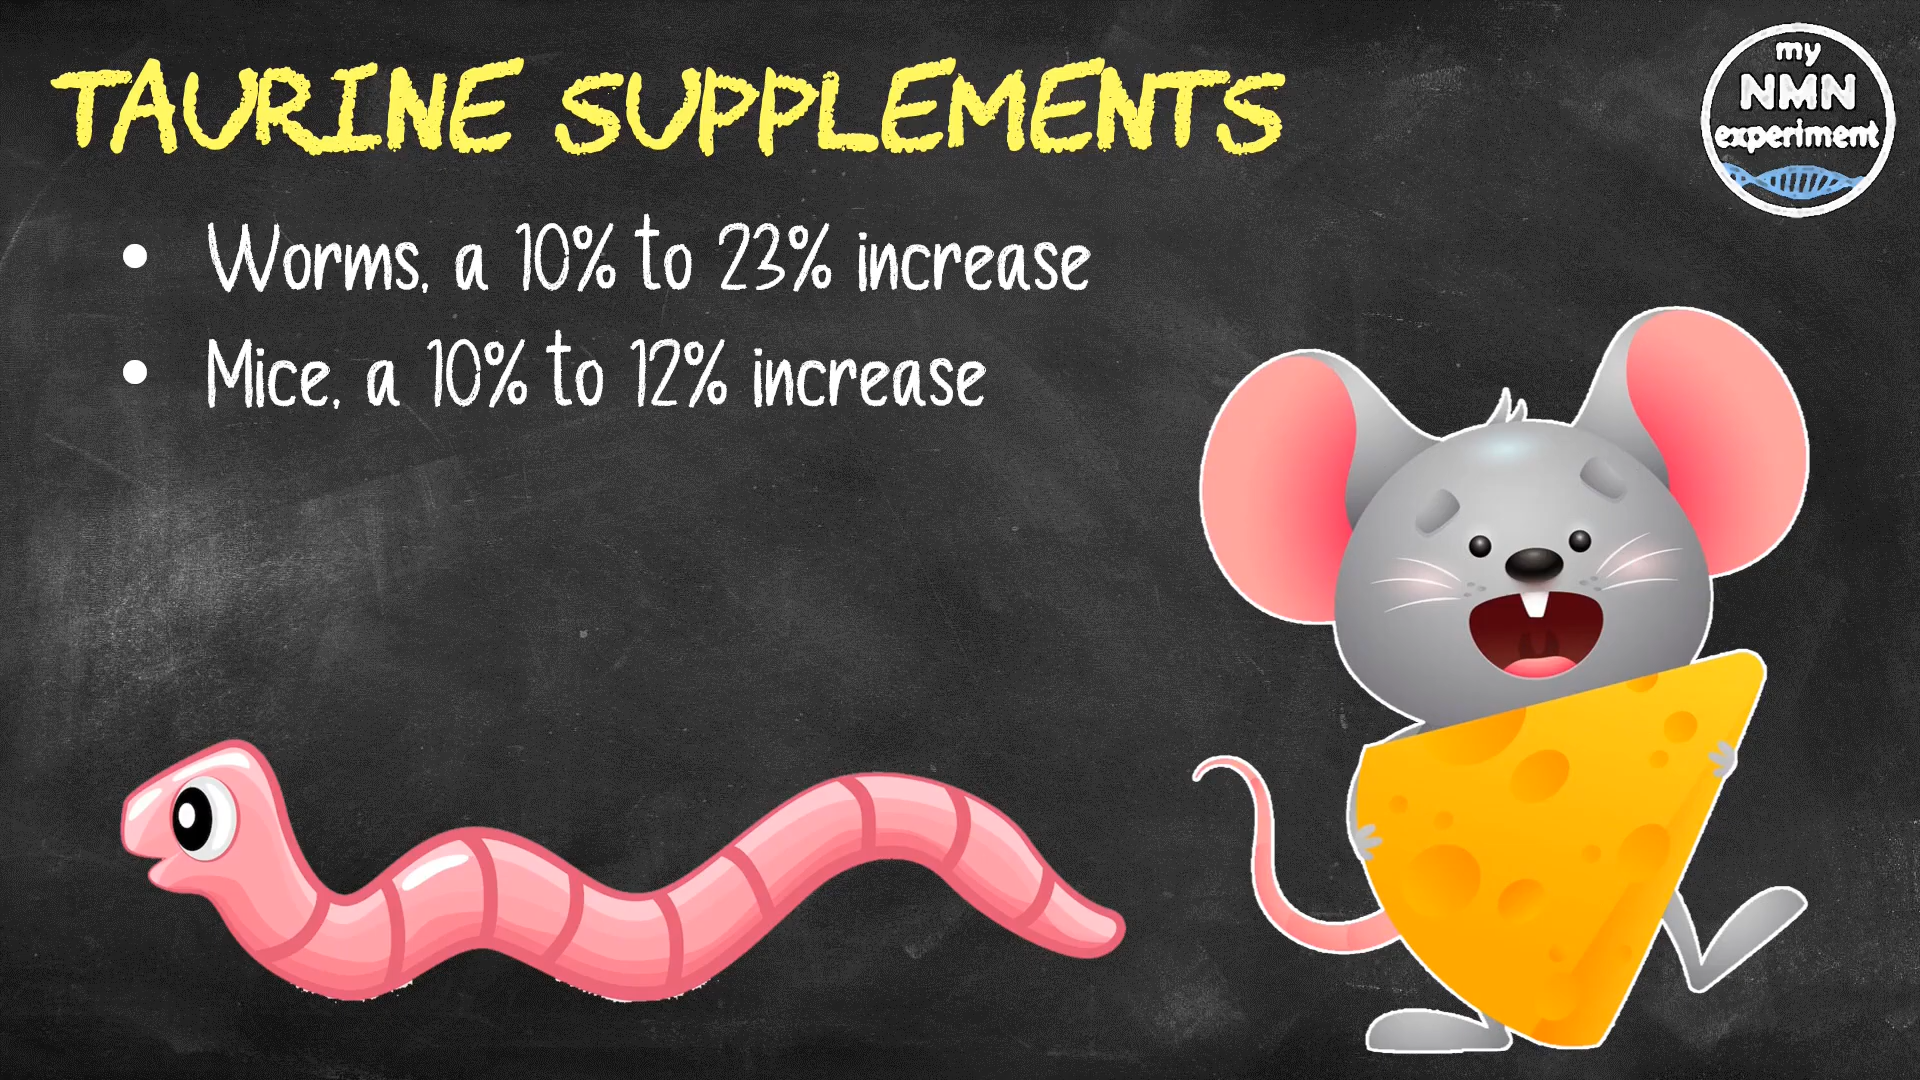 TAURINE SUPPLEMENTS
my
NMN
experiment
• Worms, a 10% to 23% increase
• Mice, a 10% to 12% increase